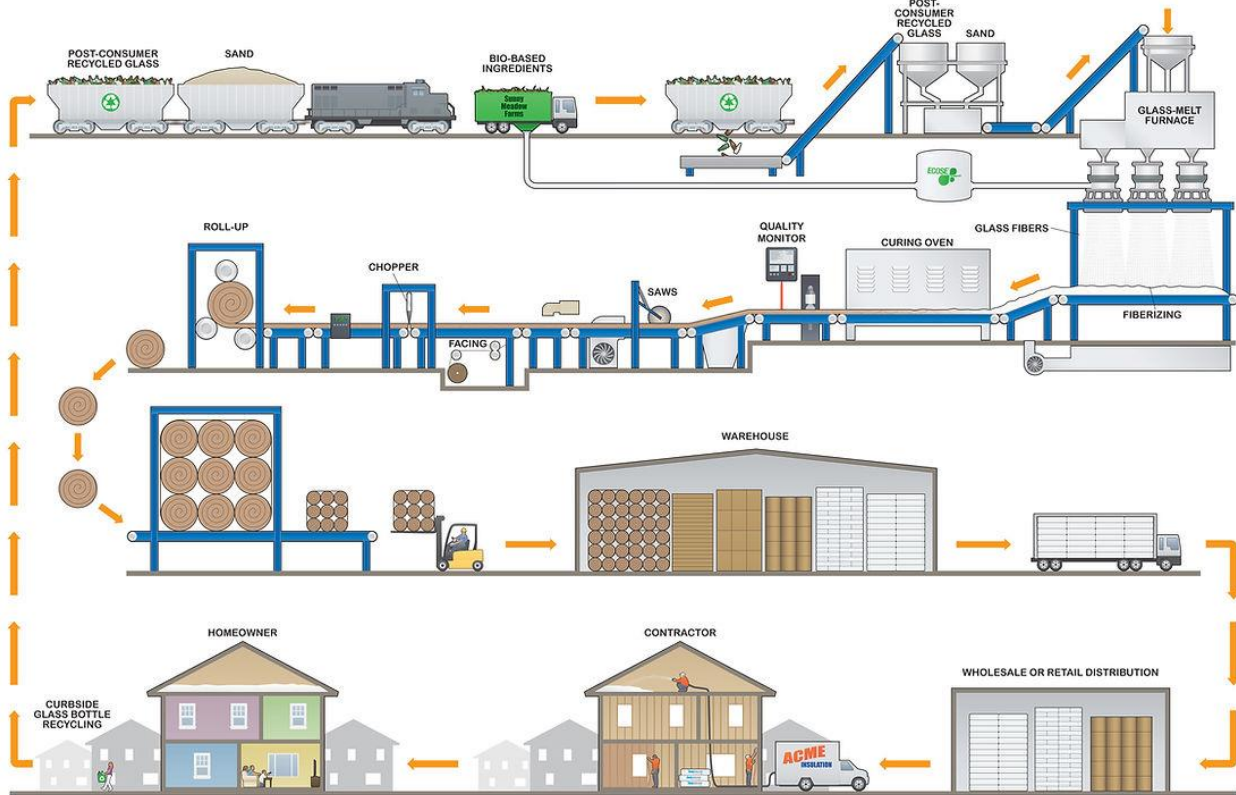 POST-CONSUMER
RECYCLED GLASS
SAND
BIO-BASED
INGREDIENTS
Sunny
Meadow
Farms
POST-
CONSUMER
RECYCLED
GLASS
SAND
GLASS-MELT
FURNACE
ECOSE
ROLL-UP
CHOPPER
FACING
SAWS
QUALITY
MONITOR
CURING OVEN
GLASS FIBERS
FIBERIZING
WAREHOUSE
HOMEOWNER
CONTRACTOR
WHOLESALE OR RETAIL DISTRIBUTION
CURBSIDE
GLASS BOTTLE
RECYCLING
ACME
INSULATION